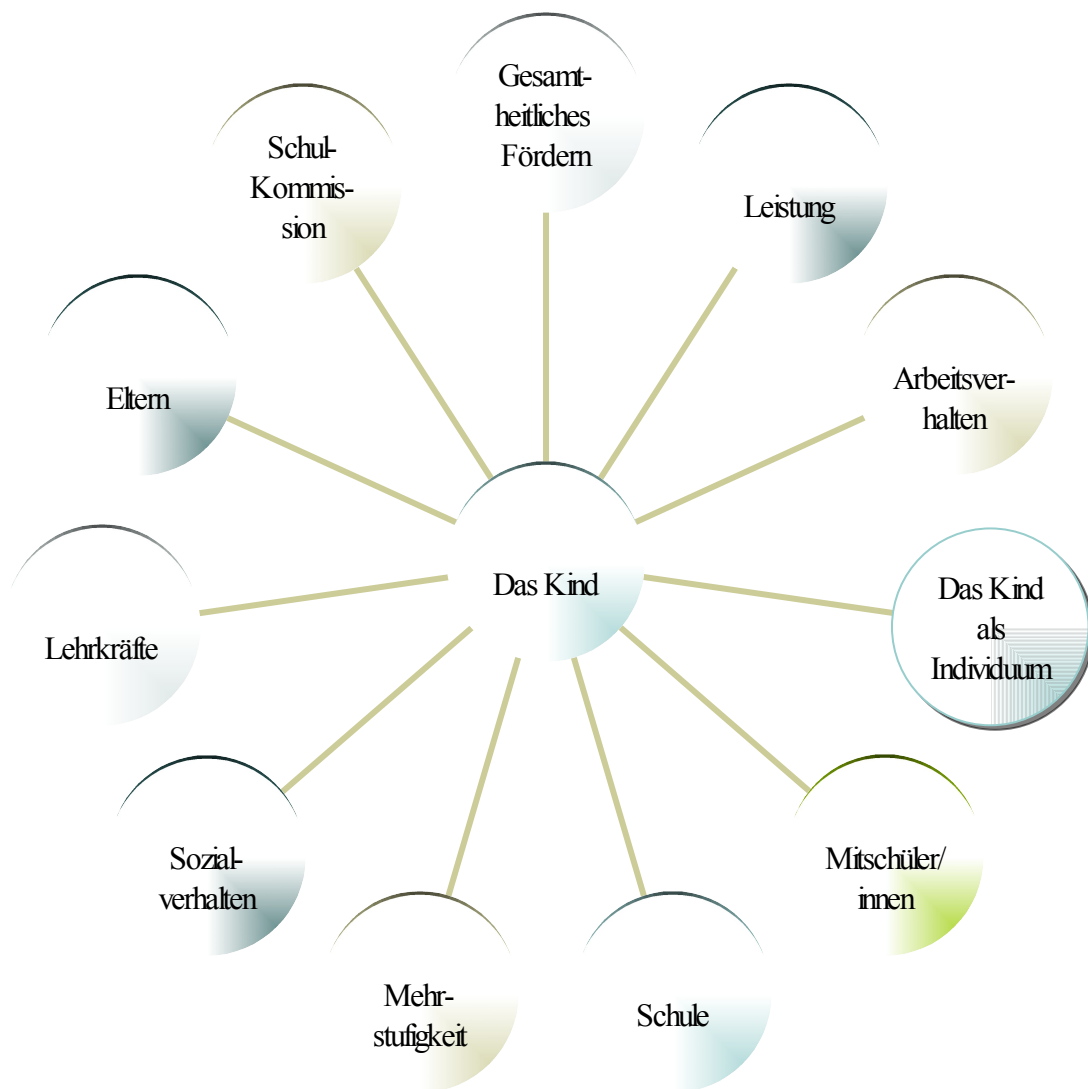 Gesamt-
heitliches
Fördern
Leistung
Arbeitsver-
halten
Das Kind
als
Individuum
Mitschüler/
innen
Schule
Mehr-
stufigkeit
Sozial-
verhalten
Lehrkräfte
Eltern
Schul-
Kommis-
sion
Das Kind